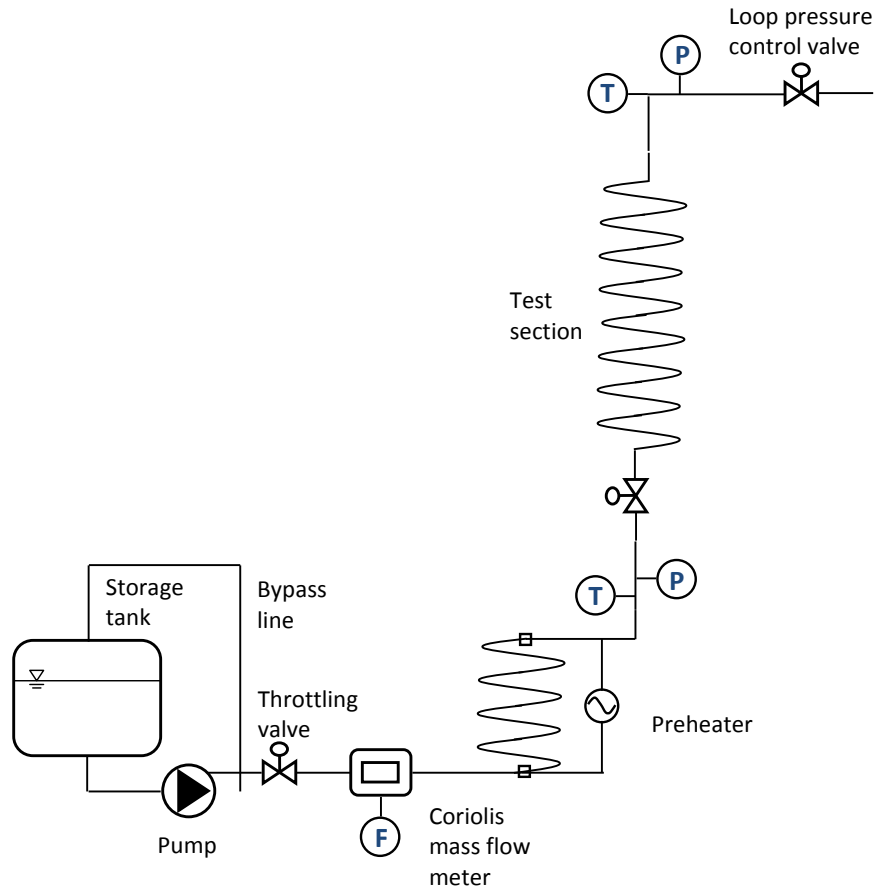 Loop pressure
control valve
P
T
Test
section
P
T
Storage
tank
Bypass
line
Throttling
valve
Preheater
Coriolis
mass flow
meter
F
Pump